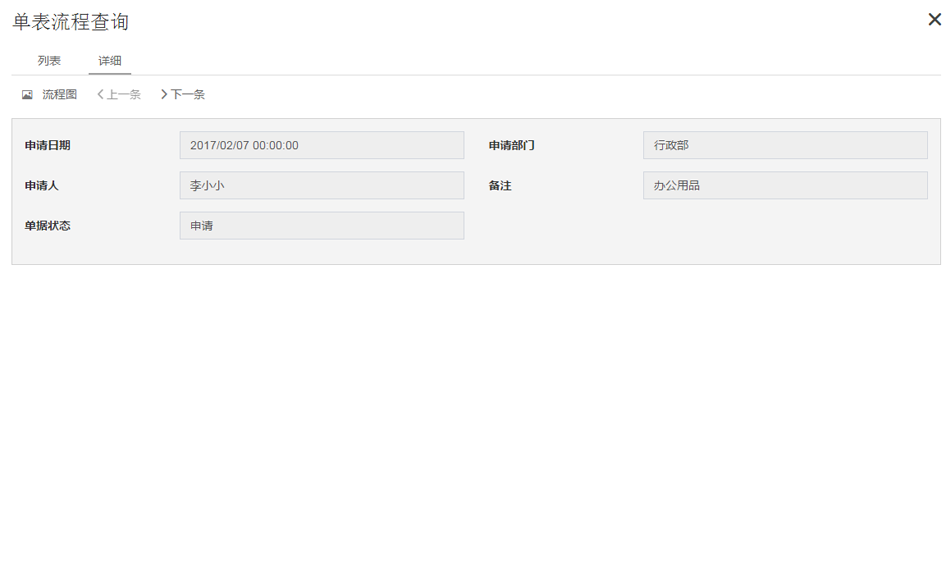 单表流程查询
列表 详细
流程图 上一条 下一条
申请日期 2017/02/07 00:00:00 申请部门 行政部
申请人 李小小 备注 办公用品
单据状态 申请